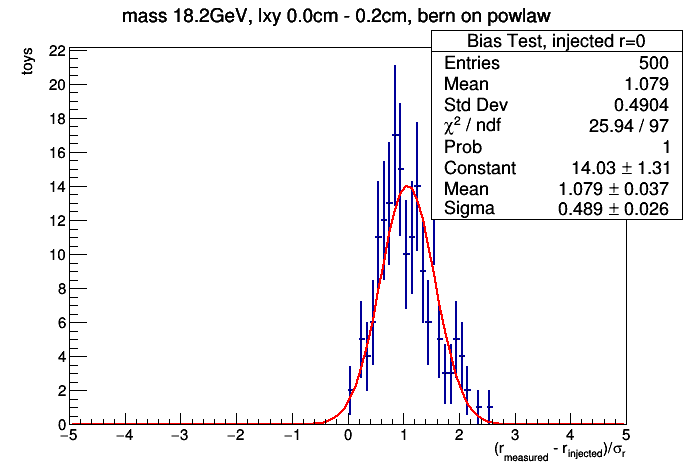 mass 18.2GeV, lxy 0.0cm - 0.2cm, bern on powlaw
toys
Bias Test, injected r=0
Entries 500
Mean 1.079
Std Dev 0.4904
χ² / ndf 25.94 / 97
Prob 1
Constant 14.03 ± 1.31
Mean 1.079 ± 0.037
Sigma 0.489 ± 0.026
22
20
18
16
14
12
10
8
6
4
2
0
−5 −4 −3 −2 −1 0 1 2 3 4 5
(r_measured - r_injected)/σ_r